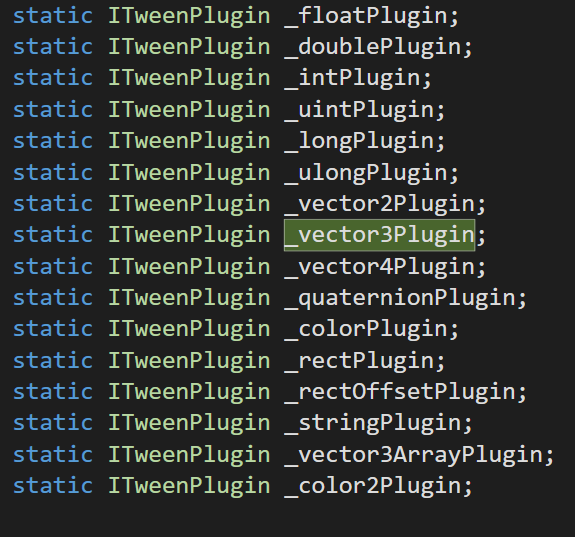 static ITweenPlugin _floatPlugin;
static ITweenPlugin _doublePlugin;
static ITweenPlugin _intPlugin;
static ITweenPlugin _uintPlugin;
static ITweenPlugin _longPlugin;
static ITweenPlugin _ulongPlugin;
static ITweenPlugin _vector2Plugin;
static ITweenPlugin _vector3Plugin;
static ITweenPlugin _vector4Plugin;
static ITweenPlugin _quaternionPlugin;
static ITweenPlugin _colorPlugin;
static ITweenPlugin _rectPlugin;
static ITweenPlugin _rectOffsetPlugin;
static ITweenPlugin _stringPlugin;
static ITweenPlugin _vector3ArrayPlugin;
static ITweenPlugin _color2Plugin;